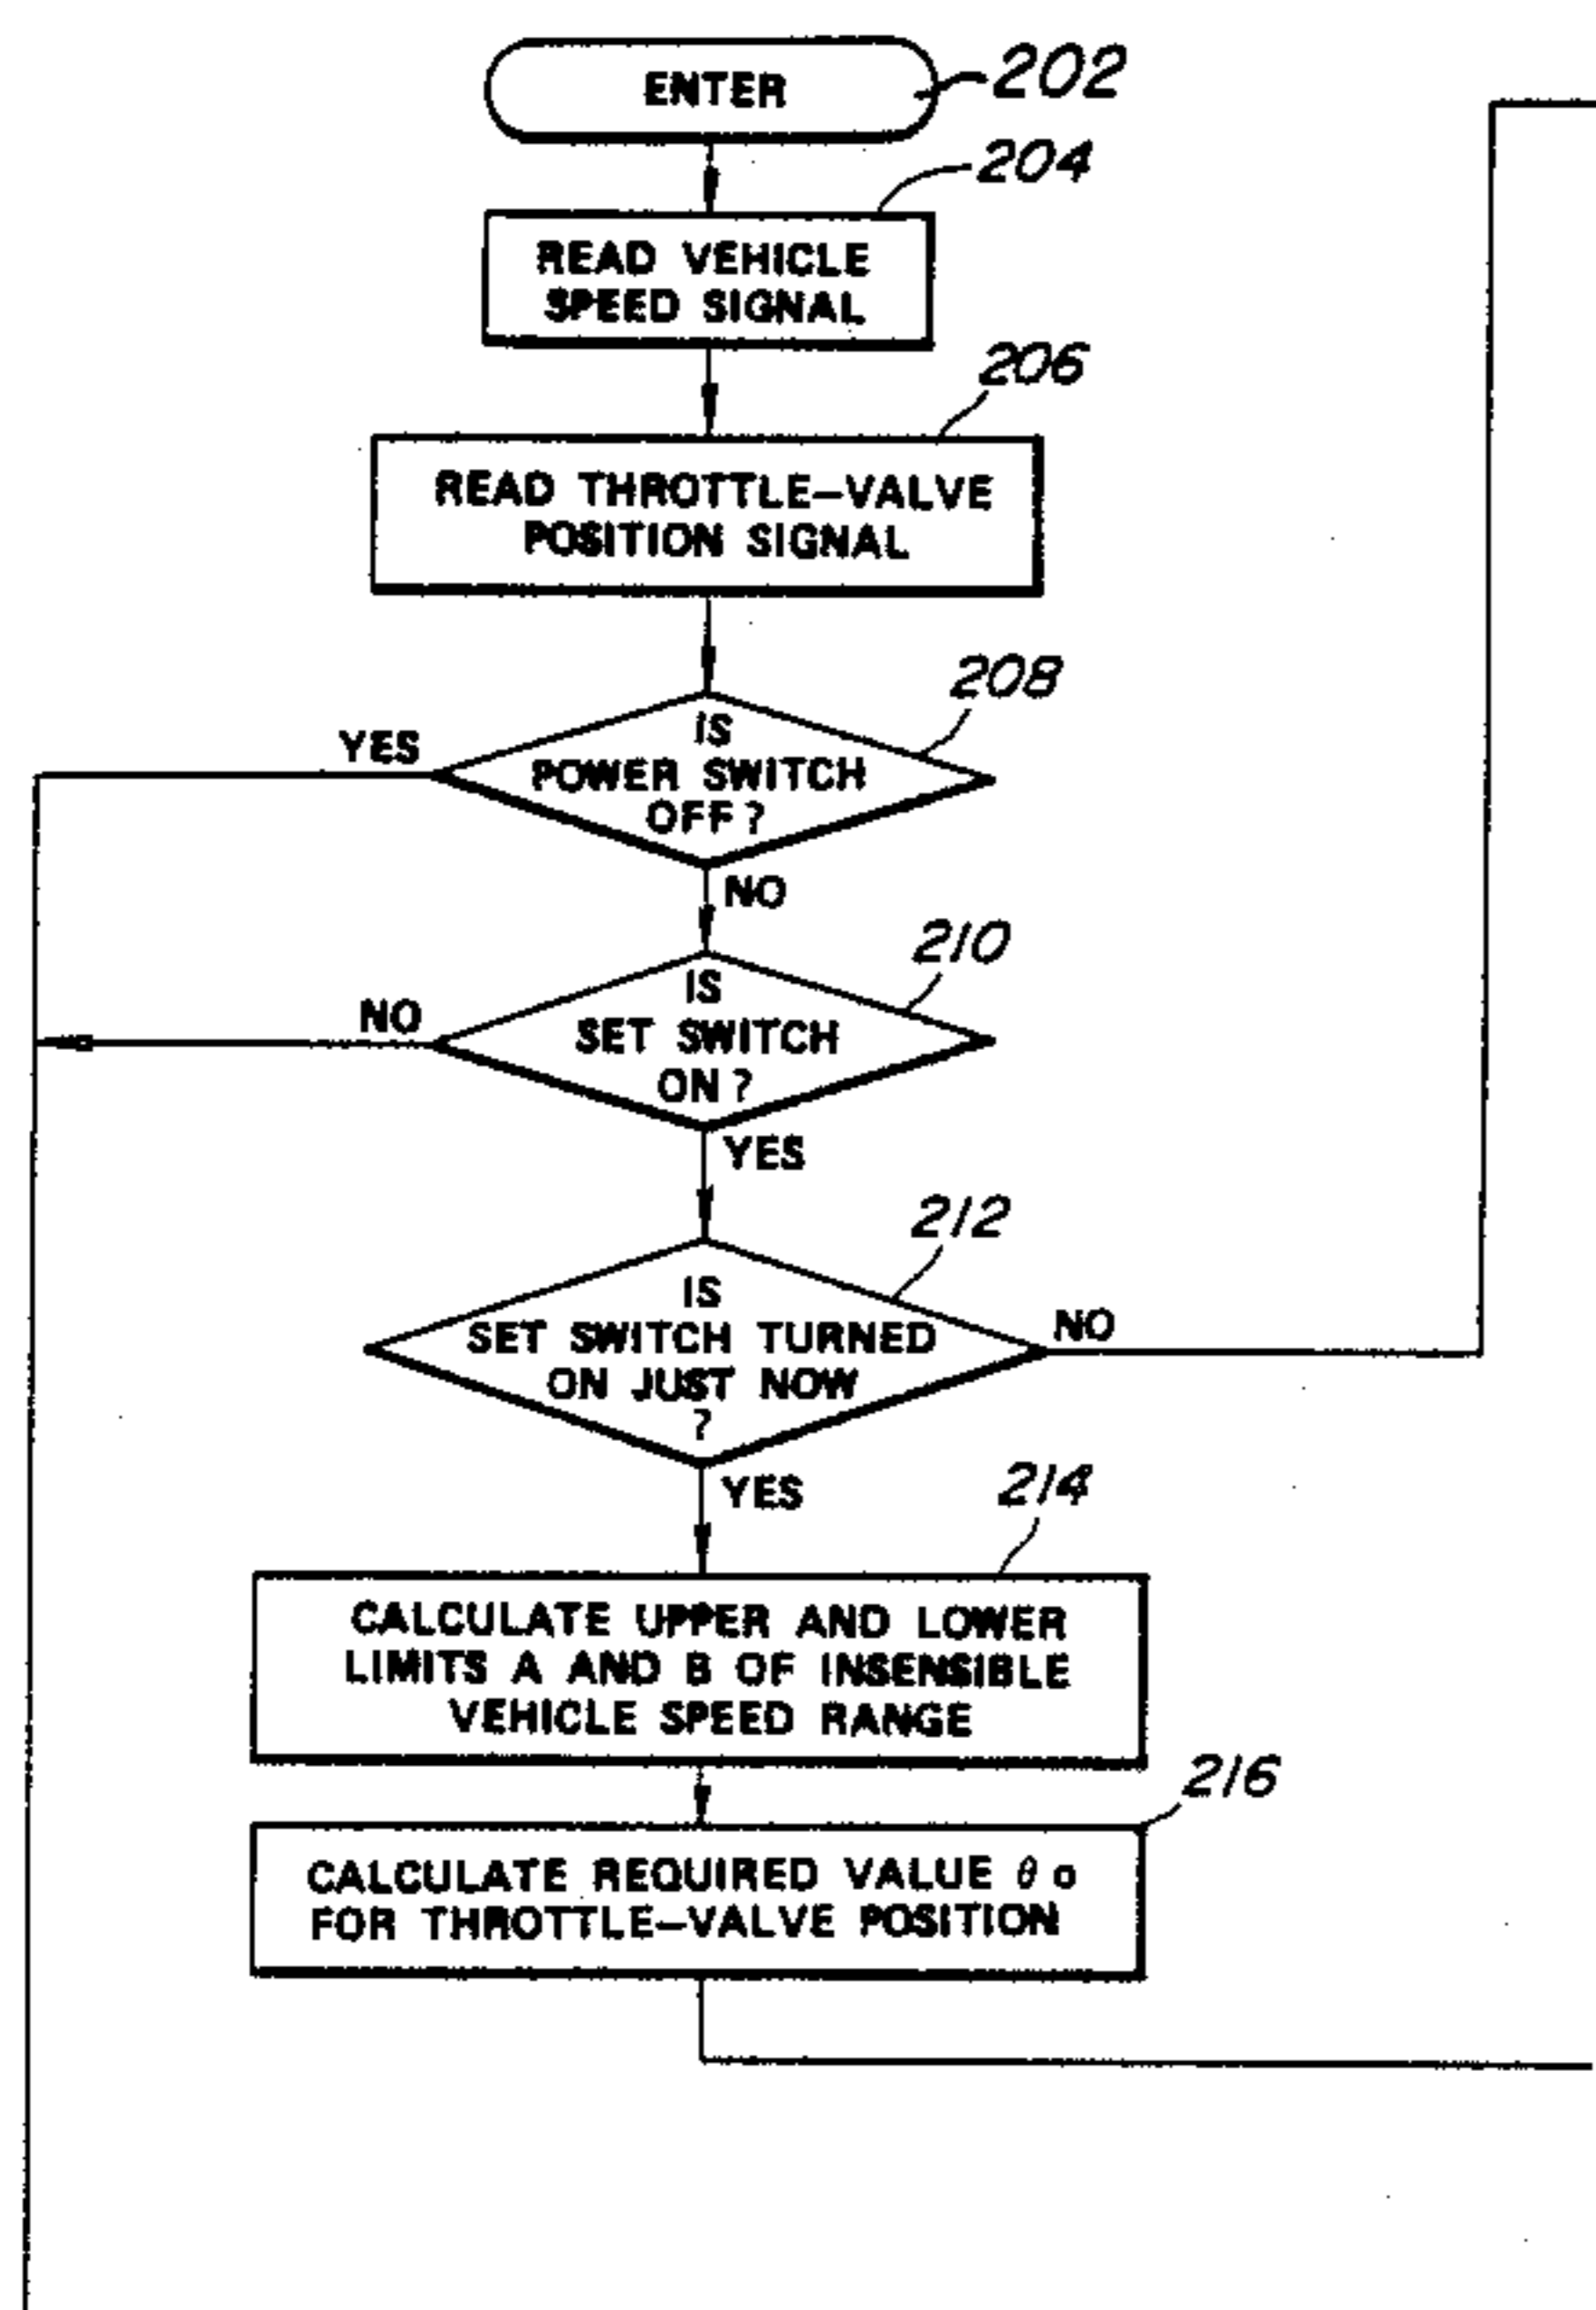 ENTER
202
204
READ VEHICLE
SPEED SIGNAL
206
READ THROTTLE-VALVE
POSITION SIGNAL
208
YES
IS
POWER SWITCH
OFF?
NO
210
NO
IS
SET SWITCH
ON?
YES
212
IS
SET SWITCH TURNED
ON JUST NOW
?
NO
YES
214
CALCULATE UPPER AND LOWER
LIMITS A AND B OF INSENSIBLE
VEHICLE SPEED RANGE
216
CALCULATE REQUIRED VALUE θo
FOR THROTTLE-VALVE POSITION